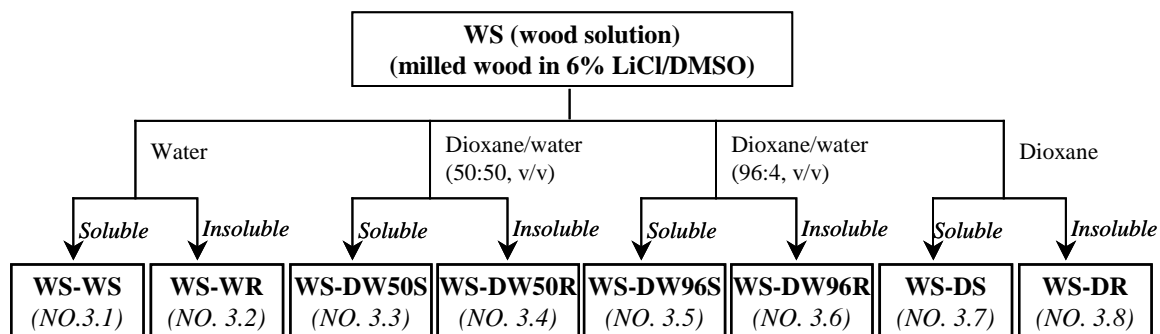 WS (wood solution)
(milled wood in 6% LiCl/DMSO)
Water
Dioxane/water
(50:50, v/v)
Dioxane/water
(96:4, v/v)
Dioxane
Soluble
Insoluble
Soluble
Insoluble
Soluble
Insoluble
Soluble
Insoluble
WS-WS
(NO.3.1)
WS-WR
(NO. 3.2)
WS-DW50S
(NO. 3.3)
WS-DW50R
(NO. 3.4)
WS-DW96S
(NO. 3.5)
WS-DW96R
(NO. 3.6)
WS-DS
(NO. 3.7)
WS-DR
(NO. 3.8)